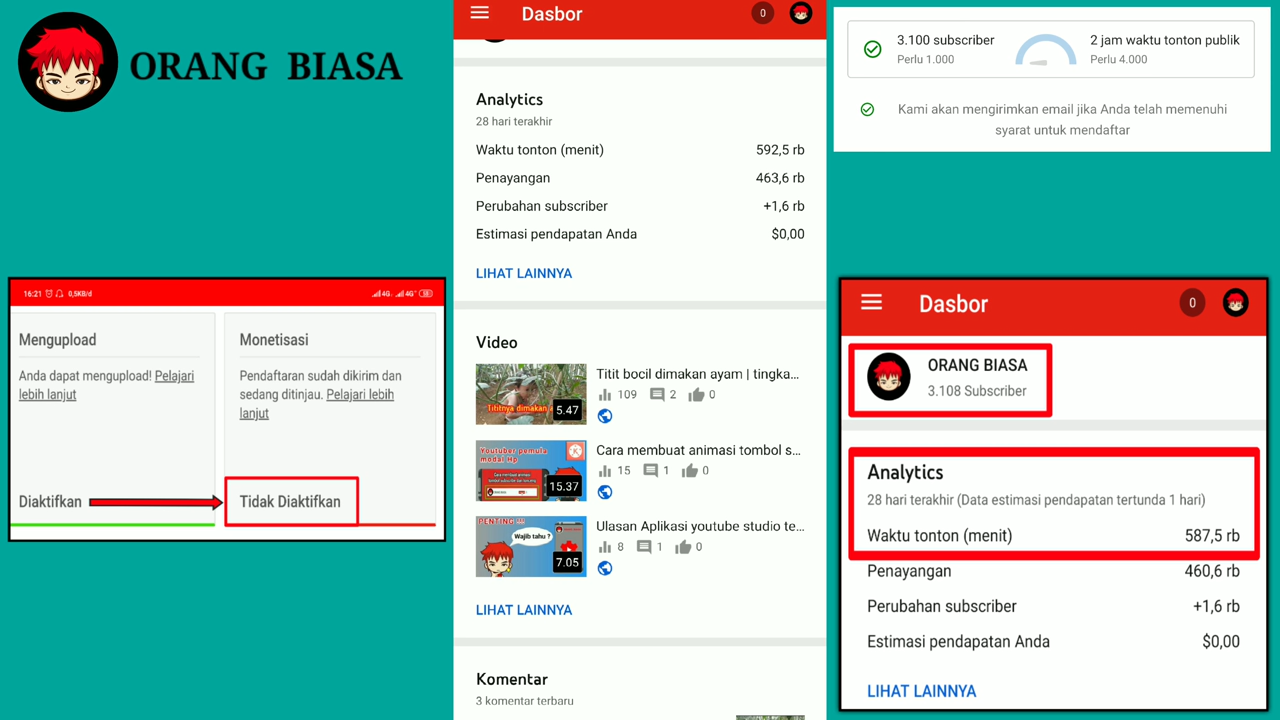 ORANG BIASA
16:21 0,5KB/d 4G 4G+ 58
Mengupload
Anda dapat mengupload! Pelajari
lebih lanjut
Diaktifkan
Monetisasi
Pendaftaran sudah dikirim dan
sedang ditinjau. Pelajari lebih
lanjut
Tidak Diaktifkan
Dasbor
0
Analytics
28 hari terakhir
Waktu tonton (menit) 592,5 rb
Penayangan 463,6 rb
Perubahan subscriber +1,6 rb
Estimasi pendapatan Anda $0,00
LIHAT LAINNYA
Video
Titit bocil dimakan ayam | tingka...
109 2 0
Tititnya dimakan
5.47
Cara membuat animasi tombol s...
15 1 0
Youtuber pemula
modal Hp
15.37
Ulasan Aplikasi youtube studio te...
8 1 0
PENTING !!!
Wajib tahu ?
7.05
LIHAT LAINNYA
Komentar
3 komentar terbaru
3.100 subscriber
Perlu 1.000
2 jam waktu tonton publik
Perlu 4.000
Kami akan mengirimkan email jika Anda telah memenuhi
syarat untuk mendaftar
Dasbor
0
ORANG BIASA
3.108 Subscriber
Analytics
28 hari terakhir (Data estimasi pendapatan tertunda 1 hari)
Waktu tonton (menit) 587,5 rb
Penayangan 460,6 rb
Perubahan subscriber +1,6 rb
Estimasi pendapatan Anda $0,00
LIHAT LAINNYA